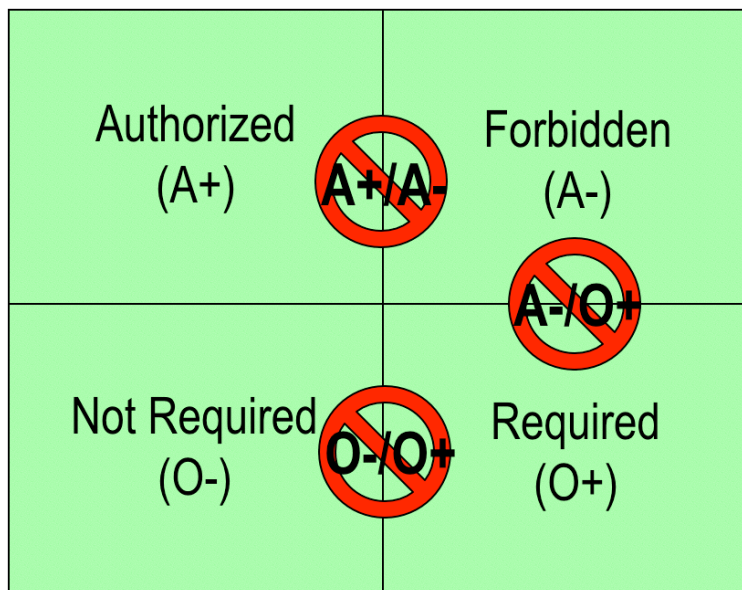 Authorized
(A+)
A+/A-
Forbidden
(A-)
A-/O+
Not Required
(O-)
O-/O+
Required
(O+)